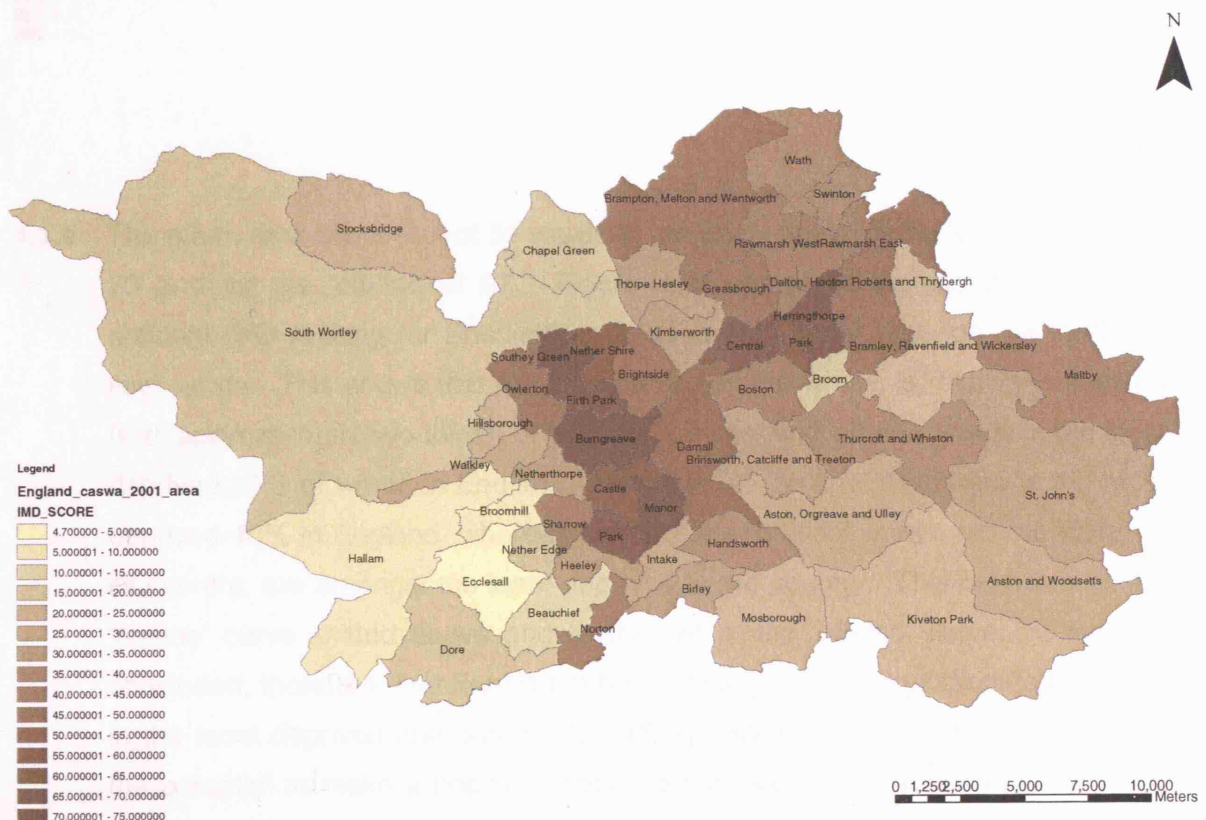 N
Wath
Swinton
Brampton, Melton and Wentworth
Stocksbridge
Chapel Green
Rawmarsh West
Rawmarsh East
Thorpe Hesley
Greasbrough
Dalton, Hooton Roberts and Thrybergh
Herringthorpe
South Wortley
Kimberworth
Central
Park
Bramley, Ravenfield and Wickersley
Southey Green
Nether Shire
Brightside
Maltby
Owlerton
Boston
Broom
Firth Park
Hillsborough
Burngreave
Darnall
Thurcroft and Whiston
Brinsworth, Catcliffe and Treeton
Walkley
Netherthorpe
Castle
St. John's
Manor
Broomhill
Aston, Orgreave and Ulley
Sharrow
Park
Handsworth
Hallam
Nether Edge
Heeley
Intake
Ecclesall
Birley
Anston and Woodsetts
Beauchief
Norton
Mosborough
Kiveton Park
Dore
Legend
England_caswa_2001_area
IMD_SCORE
4.700000 - 5.000000
5.000001 - 10.000000
10.000001 - 15.000000
15.000001 - 20.000000
20.000001 - 25.000000
25.000001 - 30.000000
30.000001 - 35.000000
35.000001 - 40.000000
40.000001 - 45.000000
45.000001 - 50.000000
50.000001 - 55.000000
55.000001 - 60.000000
60.000001 - 65.000000
65.000001 - 70.000000
70.000001 - 75.000000
0 1,250 2,500 5,000 7,500 10,000
Meters